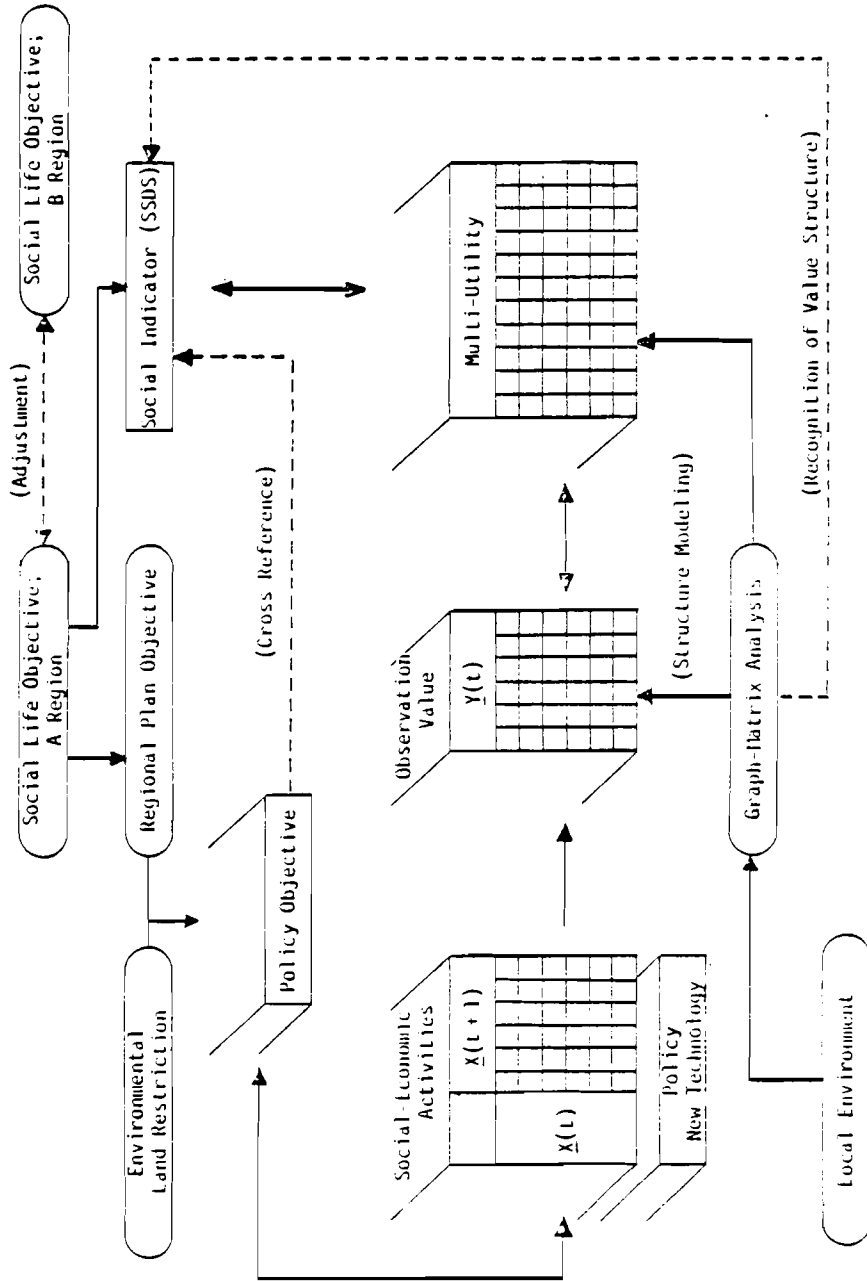 Social Life Objective;
A Region
(Adjustment)
Social Life Objective;
B Region
Environmental
Land Restriction
Regional Plan Objective
Social Indicator (SSDS)
Policy Objective
(Cross Reference)
Social-Economic
Activities
X(t)
X(t + 1)
Policy
New Technology
Observation
Value
Y(t)
Multi-Utility
(Structure Modeling)
Local Environment
Graph-Matrix Analysis
(Recognition of Value Structure)